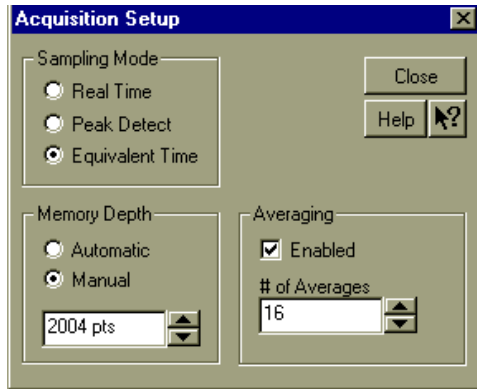 Acquisition Setup
Sampling Mode
Real Time
Peak Detect
Equivalent Time
Close
Help
?
Memory Depth
Automatic
Manual
2004 pts
Averaging
Enabled
# of Averages
16